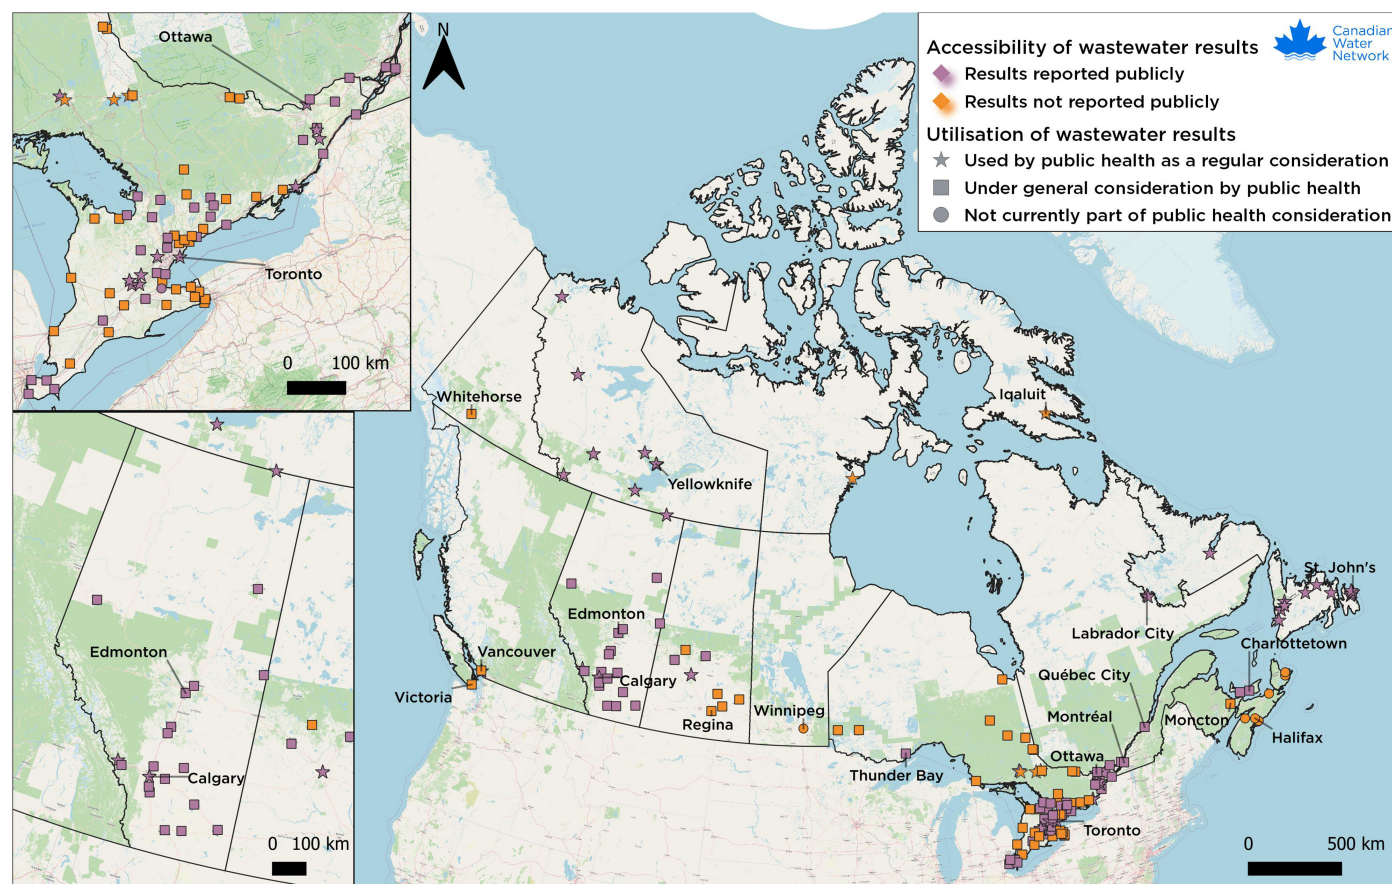 Ottawa
Toronto
0 100 km
Edmonton
Calgary
0 100 km
N
Accessibility of wastewater results
Results reported publicly
Results not reported publicly
Utilisation of wastewater results
Used by public health as a regular consideration
Under general consideration by public health
Not currently part of public health consideration
Canadian
Water
Network
Whitehorse
Iqaluit
Yellowknife
St. John's
Edmonton
Labrador City
Charlottetown
Vancouver
Calgary
Québec City
Victoria
Winnipeg
Regina
Montréal
Moncton
Halifax
Ottawa
Thunder Bay
Toronto
0 500 km